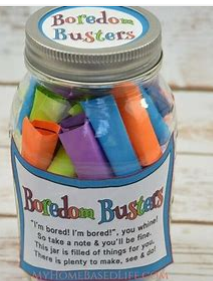 Boredom
Busters
Boredom Busters
"I'm bored! I'm bored!", you whine!
So take a note & you'll be fine.
This jar is filled of things for you.
There is plenty to make, see & do!
MYHOMEBASEDLIFE.COM